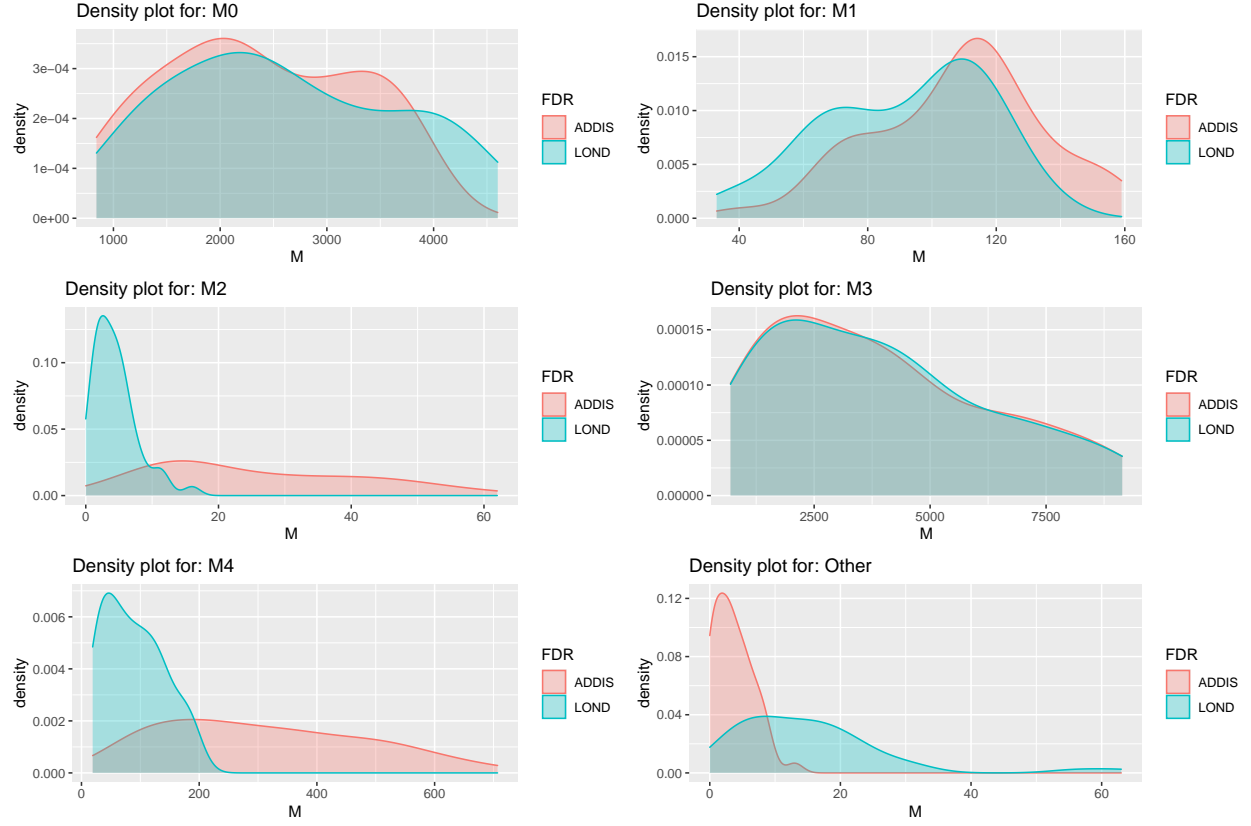 Density plot for: M0
3e−04
2e−04
1e−04
0e+00
density
1000 2000 3000 4000
M
FDR
ADDIS
LOND
Density plot for: M1
0.015
0.010
0.005
0.000
density
40 80 120 160
M
FDR
ADDIS
LOND
Density plot for: M2
0.10
0.05
0.00
density
0 20 40 60
M
FDR
ADDIS
LOND
Density plot for: M3
0.00015
0.00010
0.00005
0.00000
density
2500 5000 7500
M
FDR
ADDIS
LOND
Density plot for: M4
0.006
0.004
0.002
0.000
density
0 200 400 600
M
FDR
ADDIS
LOND
Density plot for: Other
0.12
0.08
0.04
0.00
density
0 20 40 60
M
FDR
ADDIS
LOND